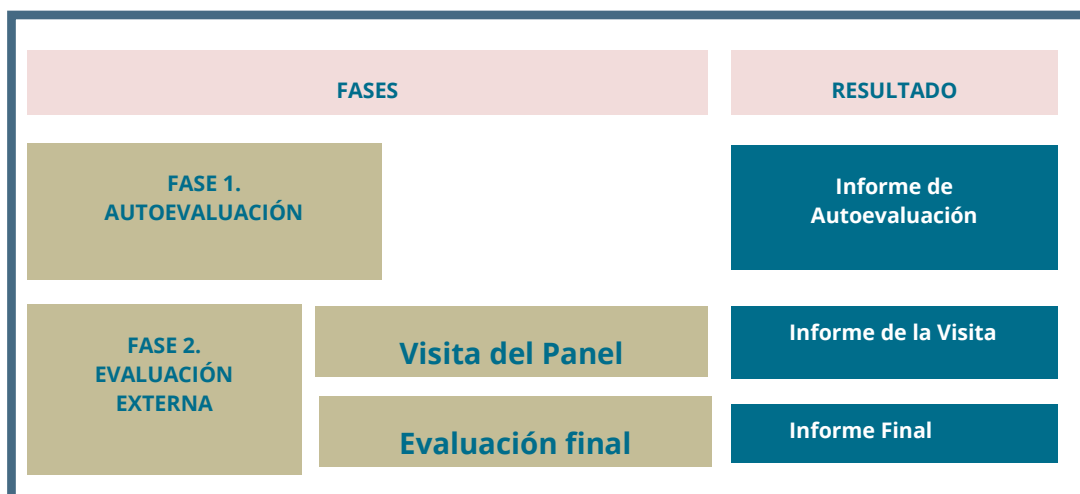 FASES
RESULTADO
FASE 1.
AUTOEVALUACIÓN
Informe de
Autoevaluación
FASE 2.
EVALUACIÓN
EXTERNA
Visita del Panel
Informe de la Visita
Evaluación final
Informe Final